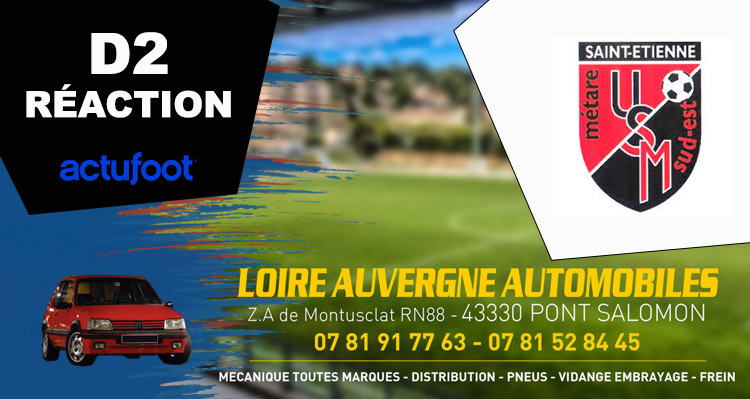 D2
RÉACTION
actufoot
SAINT-ETIENNE
métare
USM
sud-est
LOIRE AUVERGNE AUTOMOBILES
Z.A de Montusclat RN88 - 43330 PONT SALOMON
07 81 91 77 63 - 07 81 52 84 45
MECANIQUE TOUTES MARQUES - DISTRIBUTION - PNEUS - VIDANGE EMBRAYAGE - FREIN